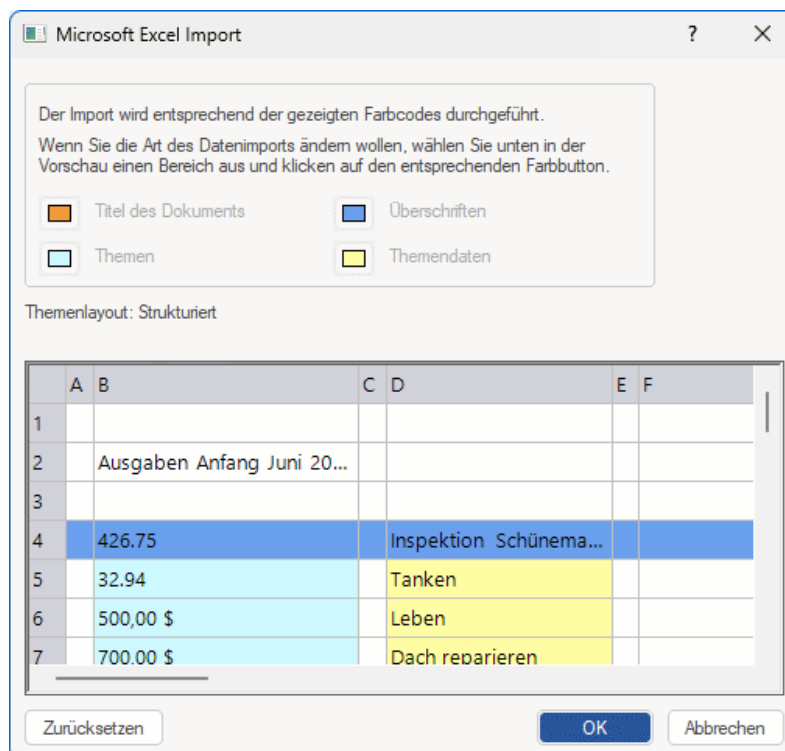 Microsoft Excel Import ?
Der Import wird entsprechend der gezeigten Farbcodes durchgeführt.
Wenn Sie die Art des Datenimports ändern wollen, wählen Sie unten in der
Vorschau einen Bereich aus und klicken auf den entsprechenden Farbbutton.
Titel des Dokuments Überschriften
Themen Themendaten
Themenlayout: Strukturiert
A B C D E F
1
2 Ausgaben Anfang Juni 20...
3
4 426.75 Inspektion Schünema...
5 32.94 Tanken
6 500,00 $ Leben
7 700.00 $ Dach reparieren
Zurücksetzen OK Abbrechen